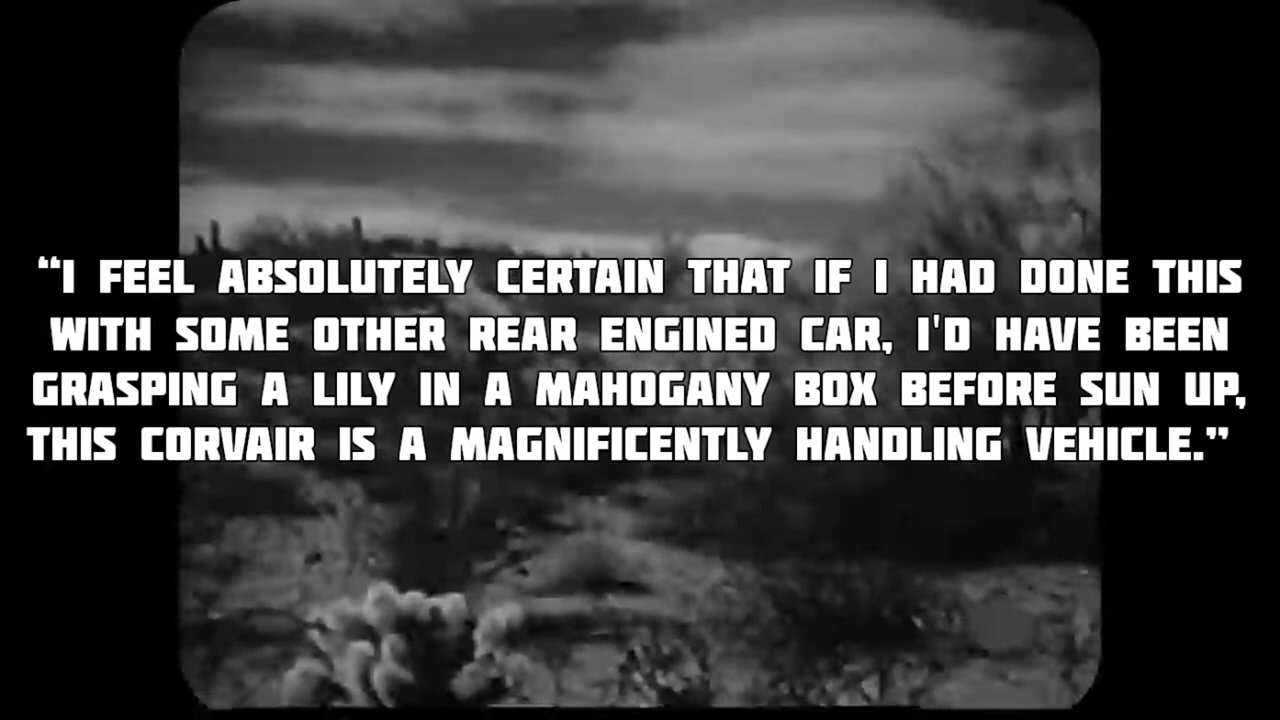 “I FEEL ABSOLUTELY CERTAIN THAT IF I HAD DONE THIS
WITH SOME OTHER REAR ENGINED CAR, I'D HAVE BEEN
GRASPING A LILY IN A MAHOGANY BOX BEFORE SUN UP,
THIS CORVAIR IS A MAGNIFICENTLY HANDLING VEHICLE.”